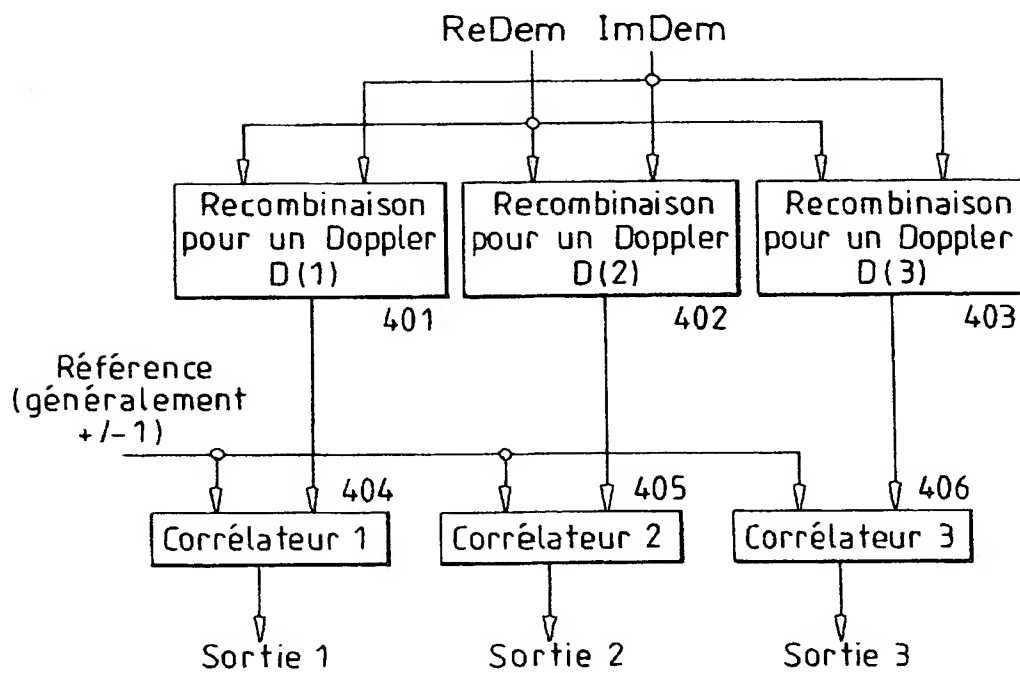 ReDem ImDem
Recombinaison
pour un Doppler
D(1)
401
Recombinaison
pour un Doppler
D(2)
402
Recombinaison
pour un Doppler
D(3)
403
Référence
(généralement
+/-1)
404
Corrélateur 1
405
Corrélateur 2
406
Corrélateur 3
Sortie 1
Sortie 2
Sortie 3